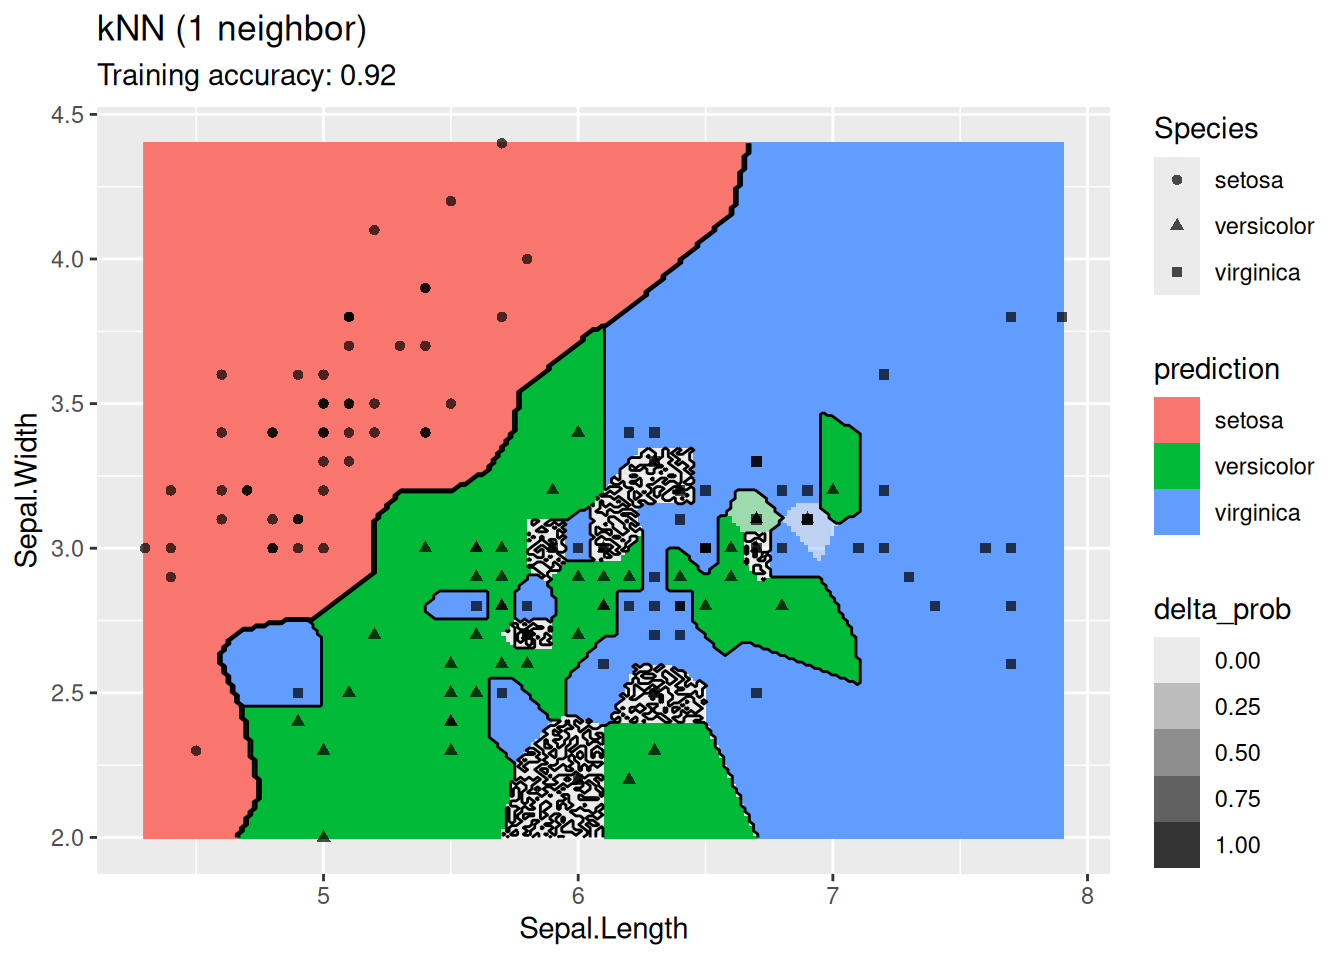 kNN (1 neighbor)
Training accuracy: 0.92
4.5
4.0
3.5
3.0
2.5
2.0
Sepal.Width
5
6
7
8
Sepal.Length
Species
setosa
versicolor
virginica
prediction
setosa
versicolor
virginica
delta_prob
0.00
0.25
0.50
0.75
1.00